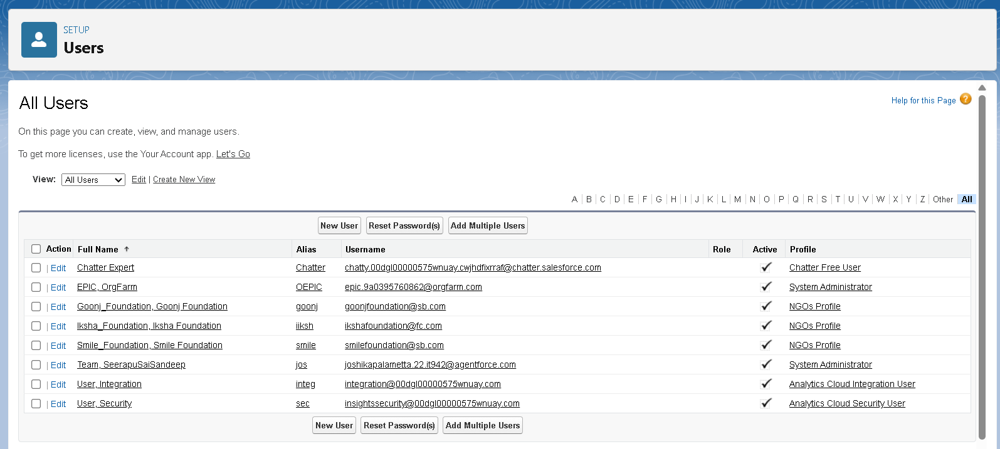 SETUP
Users
All Users
Help for this Page ?
On this page you can create, view, and manage users.
To get more licenses, use the Your Account app. Let's Go
View: All Users Edit | Create New View
A | B | C | D | E | F | G | H | I | J | K | L | M | N | O | P | Q | R | S | T | U | V | W | X | Y | Z | Other | All
New User Reset Password(s) Add Multiple Users
Action Full Name ↑ Alias Username Role Active Profile
| Edit Chatter Expert Chatter chatty.00dgl00000575wnuay.cwjhdfixrraf@chatter.salesforce.com ✓ Chatter Free User
| Edit EPIC, OrgFarm OEPIC epic.9a0395760862@orgfarm.com ✓ System Administrator
| Edit Goonj_Foundation, Goonj Foundation goonj goonjfoundation@sb.com ✓ NGOs Profile
| Edit Iksha_Foundation, Iksha Foundation iiksh ikshafoundation@fc.com ✓ NGOs Profile
| Edit Smile_Foundation, Smile Foundation smile smilefoundation@sb.com ✓ NGOs Profile
| Edit Team, SeerapuSaiSandeep jos joshikapalametta.22.it942@agentforce.com ✓ System Administrator
| Edit User, Integration integ integration@00dgl00000575wnuay.com ✓ Analytics Cloud Integration User
| Edit User, Security sec insightssecurity@00dgl00000575wnuay.com ✓ Analytics Cloud Security User
New User Reset Password(s) Add Multiple Users